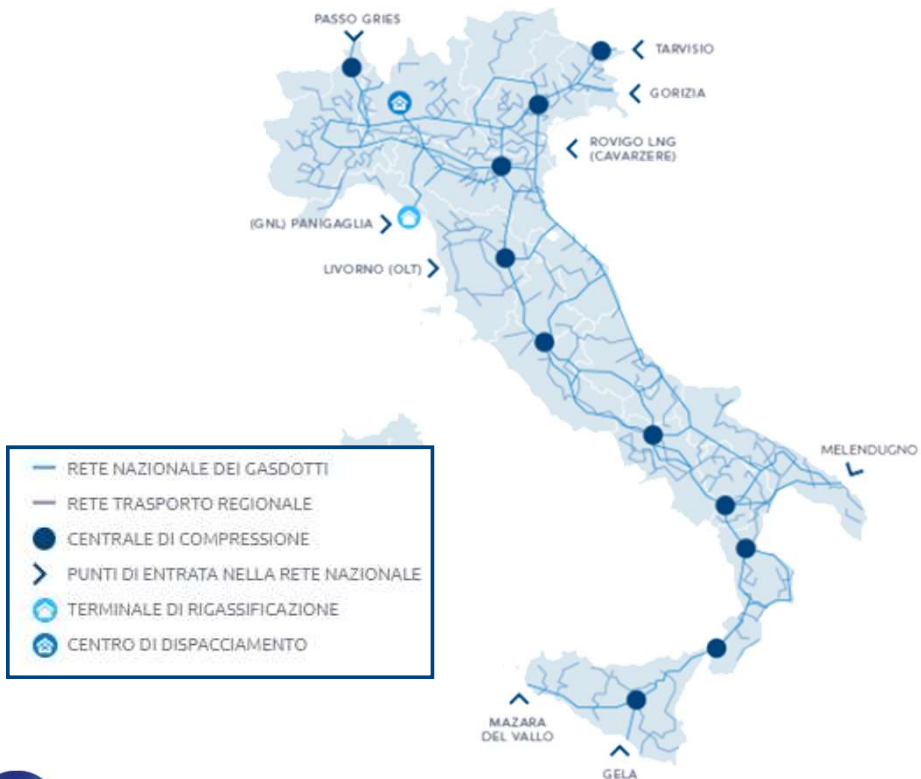 PASSO GRIES
TARVISIO
GORIZIA
ROVIGO LNG
(CAVARZERE)
(GNL) PANIGAGLIA
LIVORNO (OLT)
MELENDUGNO
RETE NAZIONALE DEI GASDOTTI
RETE TRASPORTO REGIONALE
CENTRALE DI COMPRESSIONE
PUNTI DI ENTRATA NELLA RETE NAZIONALE
TERMINALE DI RIGASSIFICAZIONE
CENTRO DI DISPACCIAMENTO
MAZARA
DEL VALLO
GELA